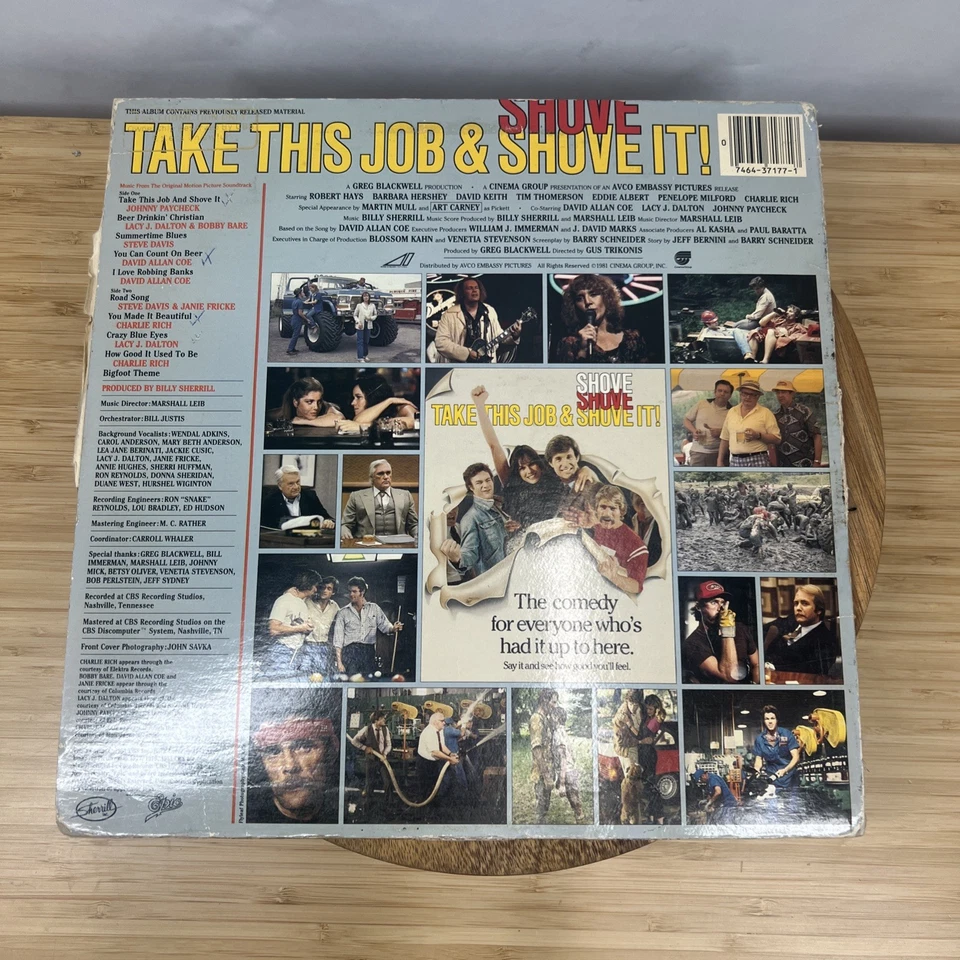 THIS ALBUM CONTAINS PREVIOUSLY RELEASED MATERIAL
SHOVE
TAKE THIS JOB & SHOVE IT!
0
7464-37177-1
Music From The Original Motion Picture Soundtrack
Side One
Take This Job And Shove It
JOHNNY PAYCHECK
Beer Drinkin' Christian
LACY J. DALTON & BOBBY BARE
Summertime Blues
STEVE DAVIS
You Can Count On Beer
DAVID ALLAN COE
I Love Robbing Banks
DAVID ALLAN COE
Side Two
Road Song
STEVE DAVIS & JANIE FRICKE
You Made It Beautiful
CHARLIE RICH
Crazy Blue Eyes
LACY J. DALTON
How Good It Used To Be
CHARLIE RICH
Bigfoot Theme
PRODUCED BY BILLY SHERRILL
Music Director: MARSHALL LEIB
Orchestrator: BILL JUSTIS
Background Vocalists: WENDAL ADKINS,
CAROL ANDERSON, MARY BETH ANDERSON,
LEA JANE BERINATI, JACKIE CUSIC,
LACY J. DALTON, JANIE FRICKE,
ANNIE HUGHES, SHERRI HUFFMAN,
RON REYNOLDS, DONNA SHERIDAN,
DIANE WEST, HURSHEL WIGINTON
Recording Engineers: RON "SNAKE"
REYNOLDS, LOU BRADLEY, ED HUDSON
Mastering Engineer: M. C. RATHER
Coordinator: CARROLL WHALER
Special thanks: GREG BLACKWELL, BILL
IMMERMAN, MARSHALL LEIB, JOHNNY
MICK, BETSY OLIVER, VENETIA STEVENSON,
BOB PERLSTEIN, JEFF SYDNEY
Recorded at CBS Recording Studios,
Nashville, Tennessee
Mastered at CBS Recording Studios on the
CBS Discomputer™ System, Nashville, TN
Front Cover Photography: JOHN SAVKA
CHARLIE RICH appears through the
courtesy of Elektra Records.
BOBBY BARE, DAVID ALLAN COE and
JANIE FRICKE appear through the
courtesy of Columbia Records
LACY J. DALTON appears
Sherrill
Epic
A GREG BLACKWELL PRODUCTION · A CINEMA GROUP PRESENTATION OF AN AVCO EMBASSY PICTURES RELEASE
Starring ROBERT HAYS BARBARA HERSHEY DAVID KEITH TIM THOMERSON EDDIE ALBERT PENELOPE MILFORD CHARLIE RICH
Special Appearance by MARTIN MULL and ART CARNEY as Pickett · Co-Starring DAVID ALLAN COE LACY J. DALTON JOHNNY PAYCHECK
Music BILLY SHERRILL Music Score Produced by BILLY SHERRILL and MARSHALL LEIB Music Director MARSHALL LEIB
Based on the Song by DAVID ALLAN COE Executive Producers WILLIAM J. IMMERMAN and J. DAVID MARKS Associate Producers AL KASHA and PAUL BARATTA
Executives in Charge of Production BLOSSOM KAHN and VENETIA STEVENSON Screenplay by BARRY SCHNEIDER Story by JEFF BERNINI and BARRY SCHNEIDER
Produced by GREG BLACKWELL Directed by GUS TRIKONIS
Distributed by AVCO EMBASSY PICTURES All Rights Reserved ©1981 CINEMA GROUP, INC.
SHOVE
SHOVE
TAKE THIS JOB & SHOVE IT!
The comedy
for everyone who's
had it up to here.
Say it and see how good you'll feel.